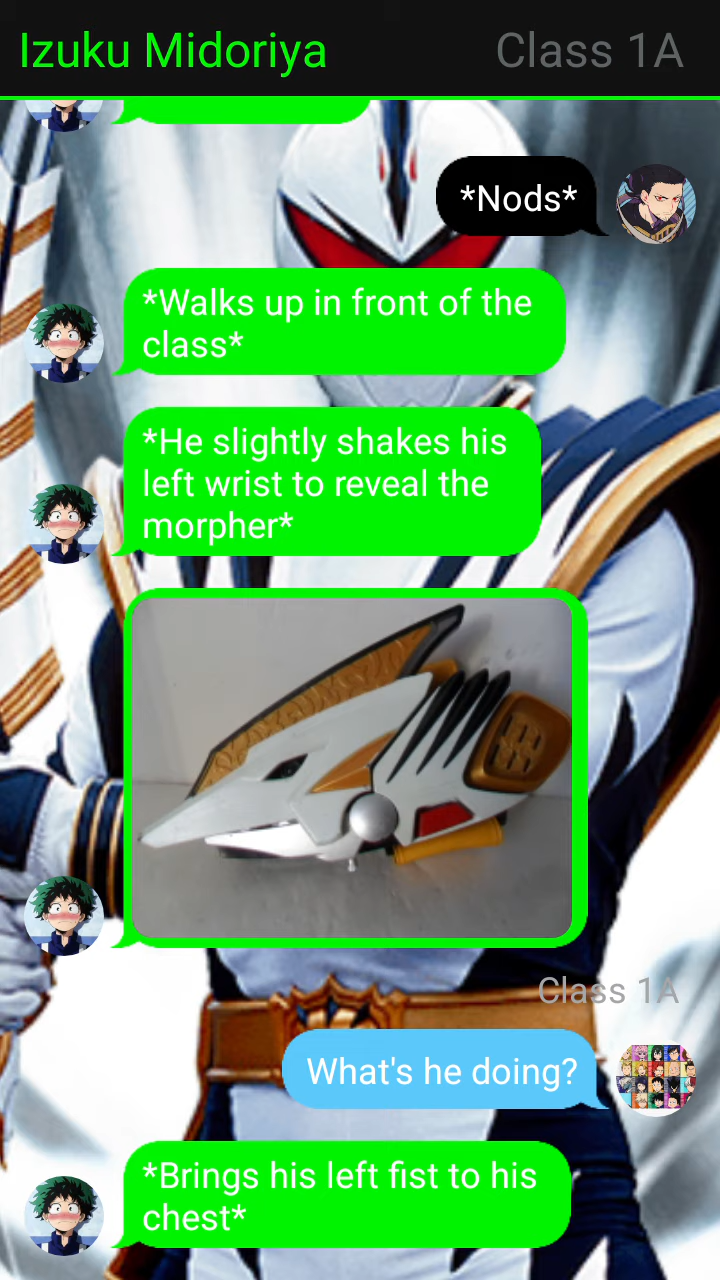 Izuku Midoriya
Class 1A
*Nods*
*Walks up in front of the
class*
*He slightly shakes his
left wrist to reveal the
morpher*
Class 1A
What's he doing?
*Brings his left fist to his
chest*